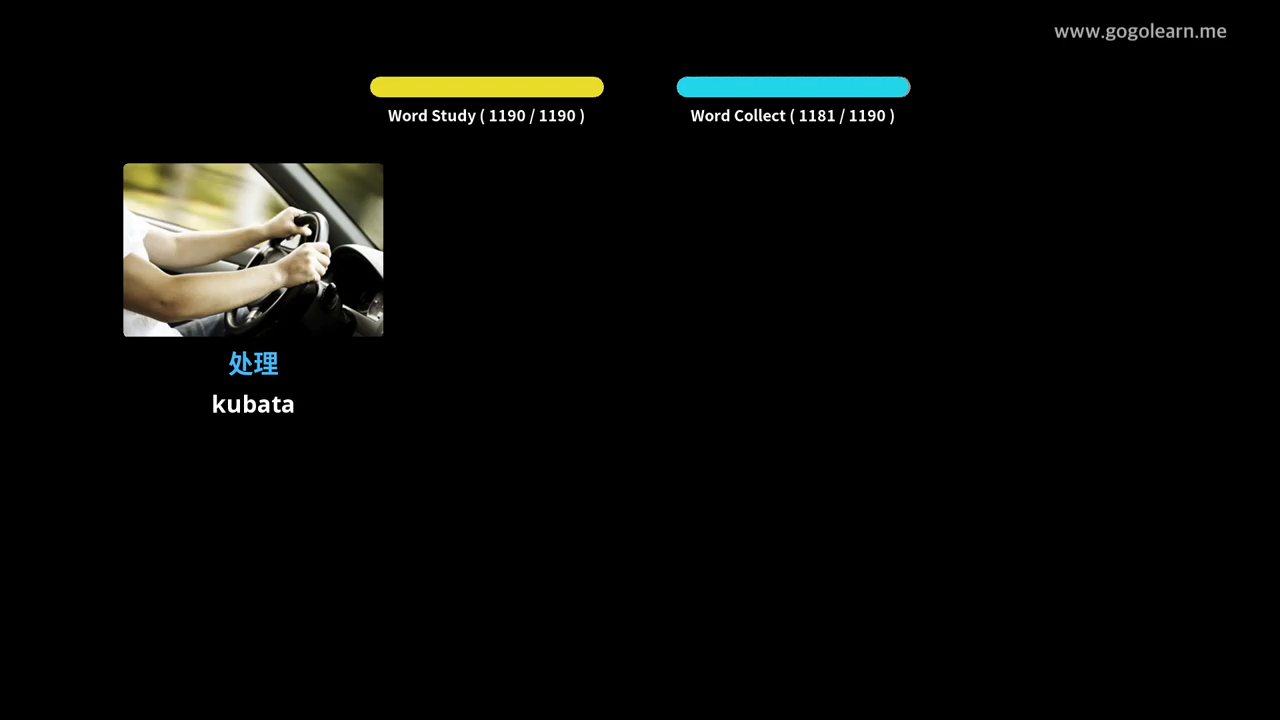 www.gogolearn.me
Word Study ( 1190 / 1190 )
Word Collect ( 1181 / 1190 )
处理
kubata